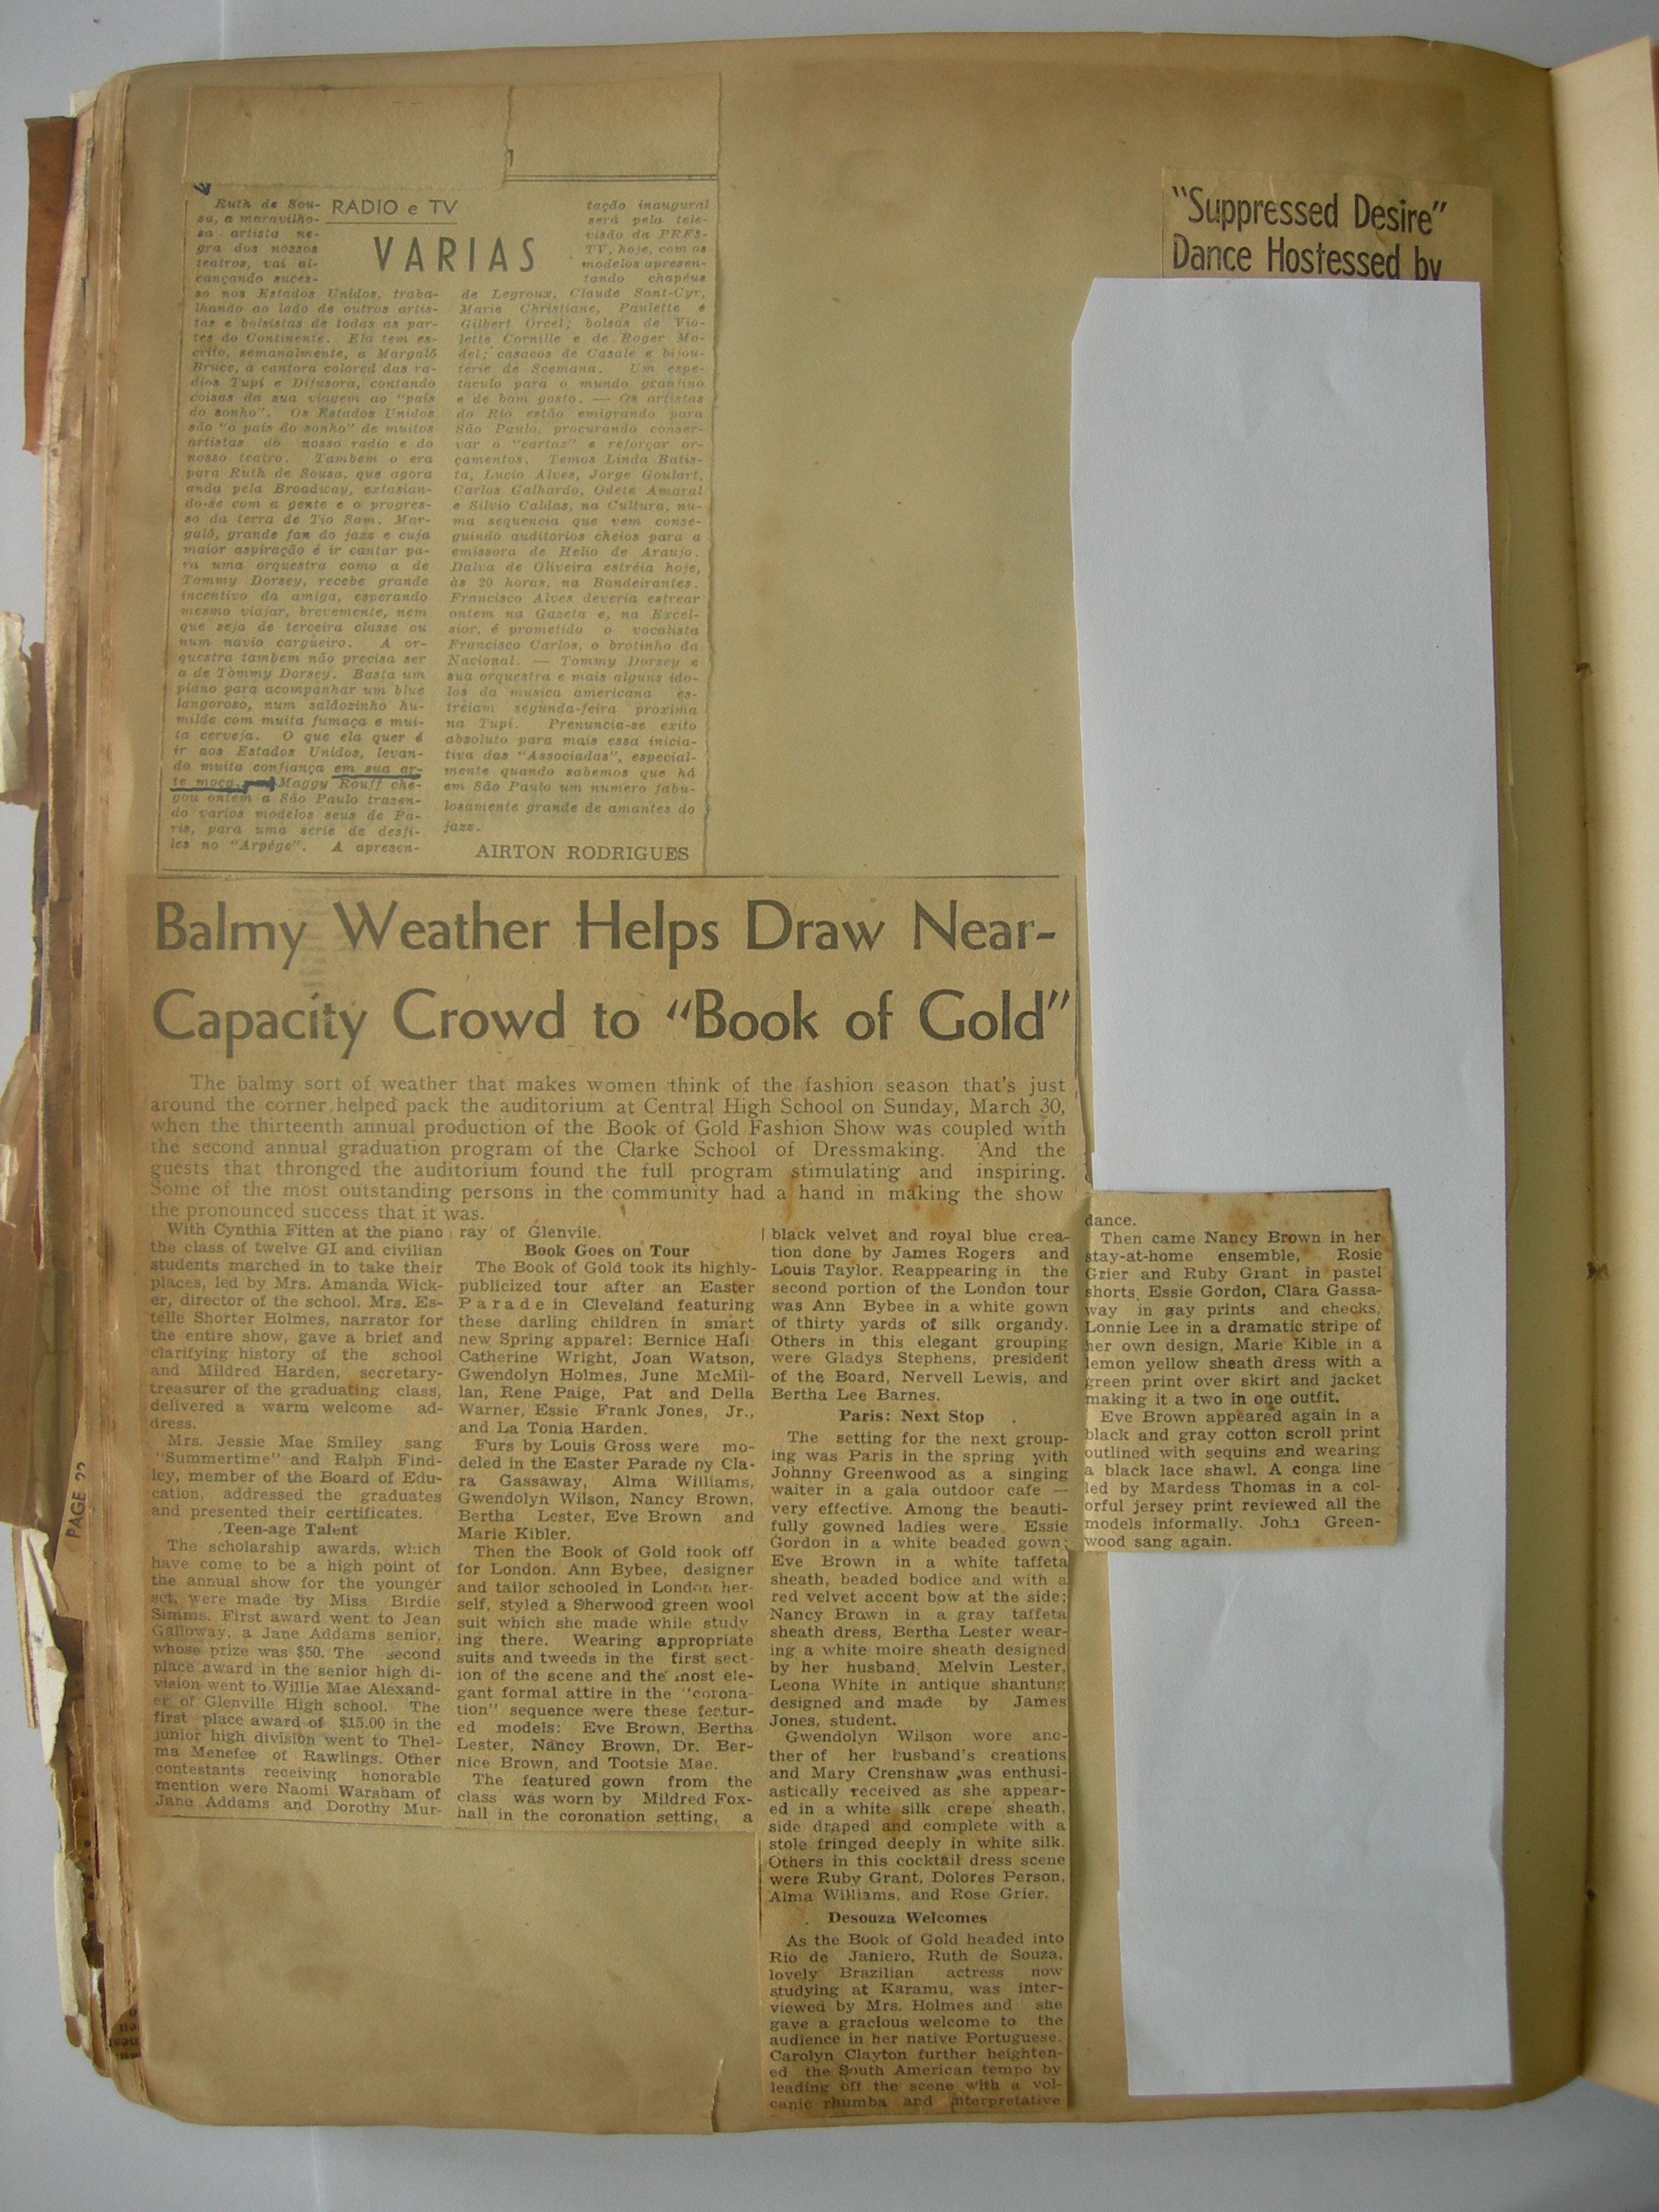 RADIO e TV
VARIAS
Ruth de Sou-
sa, a maravilho-
sa artista ne-
gra dos nossos
teatros, vai al-
cançando suces-
so nos Estados Unidos, traba-
lhando ao lado de outros artis-
tas e bolsistas de todas as par-
tes do Continente. Ela tem es-
crito, semanalmente, a Margalô
Bruce, a cantora colored das ra-
dios Tupi e Difusora, contando
coisas da sua viagem ao "país
do sonho". Os Estados Unidos
são "o país do sonho" de muitos
artistas do nosso radio e do
nosso teatro. Tambem o era
para Ruth de Sousa, que agora
anda pela Broadway, extasian-
do-se com a gente e o progres-
so da terra de Tio Sam. Mar-
galô, grande fan do jazz e cuja
maior aspiração é ir cantar pa-
ra uma orquestra como a de
Tommy Dorsey, recebe grande
incentivo da amiga, esperando
mesmo viajar, brevemente, nem
que seja de terceira classe ou
num navio cargüeiro. A or-
questra tambem não precisa ser
a de Tommy Dorsey. Basta um
piano para acompanhar um blue
langoroso, num salãozinho hu-
milde com muita fumaça e mui-
ta cerveja. O que ela quer é
ir aos Estados Unidos, levan-
do muita confiança em sua ar-
te moça. Maggy Rouff che-
gou ontem a São Paulo trazen-
do varios modelos seus de Pa-
ris, para uma serie de desfi-
les no "Arpége". A apresen-
tação inaugural
será pela tele-
visão da PRF3-
TV, hoje, com os
modelos apresen-
tando chapéus
de Legroux, Claude Sant-Cyr,
Marie Christiane, Paulette e
Gilbert Orcel; bolsas de Vio-
lette Cornille e de Roger Mo-
del; casacos de Casale e bijou-
terie de Scemana. Um espe-
taculo para o mundo granfino
e de bom gosto. — Os artistas
do Rio estão emigrando para
São Paulo, procurando conser-
var o "cartaz" e reforçar or-
çamentos. Temos Linda Batis-
ta, Lucio Alves, Jorge Goulart,
Carlos Galhardo, Odete Amaral
e Silvio Caldas, na Cultura, nu-
ma sequencia que vem conse-
guindo auditorios cheios para a
emissora de Helio de Araujo.
Dalva de Oliveira estréia hoje,
às 20 horas, na Bandeirantes.
Francisco Alves deveria estrear
ontem na Gazeta e, na Excel-
sior, é prometido o vocalista
Francisco Carlos, o brotinho da
Nacional. — Tommy Dorsey e
sua orquestra e mais alguns ido-
los da musica americana es-
tréiam segunda-feira proxima
na Tupi. Prenuncia-se exito
absoluto para mais essa inicia-
tiva das "Associadas", especial-
mente quando sabemos que há
em São Paulo um numero fabu-
losamente grande de amantes do
jazz.
AIRTON RODRIGUES
"Suppressed Desire"
Dance Hostessed by
Balmy Weather Helps Draw Near-
Capacity Crowd to "Book of Gold"
The balmy sort of weather that makes women think of the fashion season that's just
around the corner helped pack the auditorium at Central High School on Sunday, March 30,
when the thirteenth annual production of the Book of Gold Fashion Show was coupled with
the second annual graduation program of the Clarke School of Dressmaking. And the
guests that thronged the auditorium found the full program stimulating and inspiring.
Some of the most outstanding persons in the community had a hand in making the show
the pronounced success that it was.
With Cynthia Fitten at the piano
the class of twelve GI and civilian
students marched in to take their
places, led by Mrs. Amanda Wick-
er, director of the school. Mrs. Es-
telle Shorter Holmes, narrator for
the entire show, gave a brief and
clarifying history of the school
and Mildred Harden, secretary-
treasurer of the graduating class,
delivered a warm welcome ad-
dress.
Mrs. Jessie Mae Smiley sang
"Summertime" and Ralph Find-
ley, member of the Board of Edu-
cation, addressed the graduates
and presented their certificates.
Teen-age Talent
The scholarship awards, which
have come to be a high point of
the annual show for the younger
set, were made by Miss Birdie
Simms. First award went to Jean
Galloway, a Jane Addams senior,
whose prize was $50. The second
place award in the senior high di-
vision went to Willie Mae Alexand-
er of Glenville High school. The
first place award of $15.00 in the
junior high division went to Thel-
ma Menefee of Rawlings. Other
contestants receiving honorable
mention were Naomi Warsham of
Jane Addams and Dorothy Mur-
ray of Glenvile.
Book Goes on Tour
The Book of Gold took its highly-
publicized tour after an Easter
Parade in Cleveland featuring
these darling children in smart
new Spring apparel: Bernice Hall
Catherine Wright, Joan Watson,
Gwendolyn Holmes, June McMil-
lan, Rene Paige, Pat and Della
Warner, Essie Frank Jones, Jr.,
and La Tonia Harden.
Furs by Louis Gross were mo-
deled in the Easter Parade by Cla-
ra Gassaway, Alma Williams,
Gwendolyn Wilson, Nancy Brown,
Bertha Lester, Eve Brown and
Marie Kibler.
Then the Book of Gold took off
for London. Ann Bybee, designer
and tailor schooled in London her-
self, styled a Sherwood green wool
suit which she made while study
ing there. Wearing appropriate
suits and tweeds in the first sect-
ion of the scene and the most ele-
gant formal attire in the "corona-
tion" sequence were these featur-
ed models: Eve Brown, Bertha
Lester, Nancy Brown, Dr. Ber-
nice Brown, and Tootsie Mae.
The featured gown from the
class was worn by Mildred Fox-
hall in the coronation setting, a
black velvet and royal blue crea-
tion done by James Rogers and
Louis Taylor. Reappearing in the
second portion of the London tour
was Ann Bybee in a white gown
of thirty yards of silk organdy.
Others in this elegant grouping
were Gladys Stephens, president
of the Board, Nervell Lewis, and
Bertha Lee Barnes.
Paris: Next Stop
The setting for the next group-
ing was Paris in the spring with
Johnny Greenwood as a singing
waiter in a gala outdoor cafe —
very effective. Among the beauti-
fully gowned ladies were Essie
Gordon in a white beaded gown;
Eve Brown in a white taffeta
sheath, beaded bodice and with a
red velvet accent bow at the side;
Nancy Brown in a gray taffeta
sheath dress, Bertha Lester wear-
ing a white moire sheath designed
by her husband, Melvin Lester,
Leona White in antique shantung
designed and made by James
Jones, student.
Gwendolyn Wilson wore ano-
ther of her husband's creations
and Mary Crenshaw was enthusi-
astically received as she appear-
ed in a white silk crepe sheath,
side draped and complete with a
stole fringed deeply in white silk.
Others in this cocktail dress scene
were Ruby Grant, Dolores Person,
Alma Williams, and Rose Grier.
Desouza Welcomes
As the Book of Gold headed into
Rio de Janiero, Ruth de Souza,
lovely Brazilian actress now
studying at Karamu, was inter-
viewed by Mrs. Holmes and she
gave a gracious welcome to the
audience in her native Portuguese.
Carolyn Clayton further heighten-
ed the South American tempo by
leading off the scene with a vol-
canic rhumba and interpretative
dance.
Then came Nancy Brown in her
stay-at-home ensemble, Rosie
Grier and Ruby Grant in pastel
shorts, Essie Gordon, Clara Gassa-
way in gay prints and checks,
Lonnie Lee in a dramatic stripe of
her own design, Marie Kible in a
lemon yellow sheath dress with a
green print over skirt and jacket
making it a two in one outfit.
Eve Brown appeared again in a
black and gray cotton scroll print
outlined with sequins and wearing
a black lace shawl. A conga line
led by Mardess Thomas in a col-
orful jersey print reviewed all the
models informally. John Green-
wood sang again.
PAGE